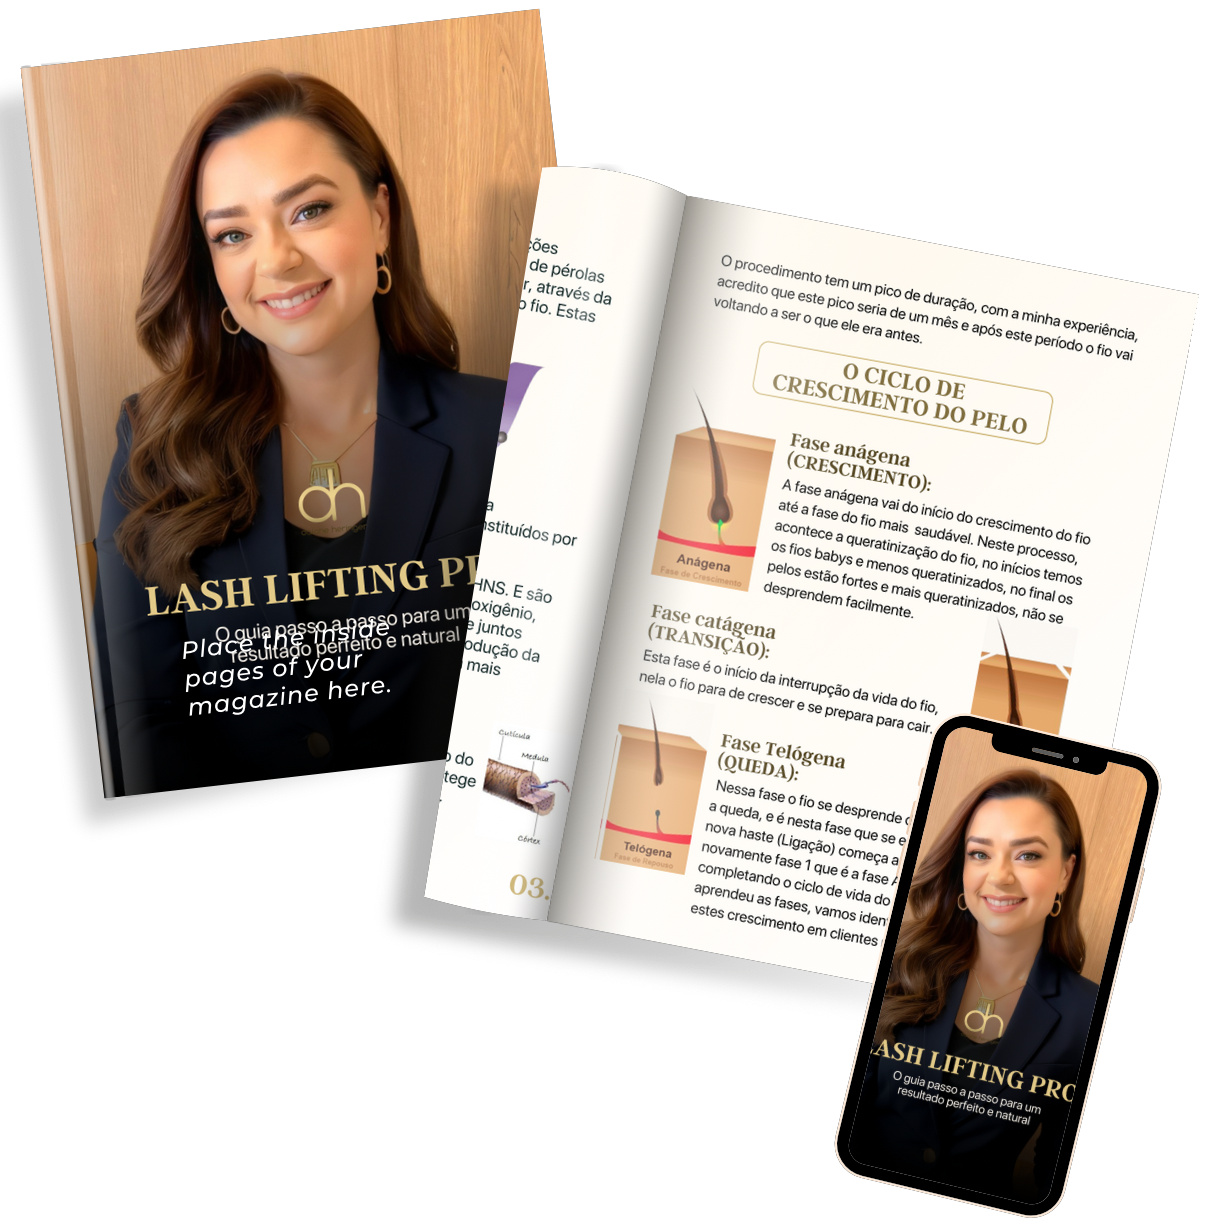 dh
LASH LIFTING
O guia passo a passo para um
resultado perfeito e natural
Place the inside
pages of your
magazine here.
ções
de pérolas
r, através da
o fio. Estas
a
nstituídos por
HNS. E são
oxigênio,
e juntos
odução da
mais
Cutícula
Medula
Córtex
o do
tege
.
03.
O procedimento tem um pico de duração, com a minha experiência,
acredito que este pico seria de um mês e após este período o fio vai
voltando a ser o que ele era antes.
O CICLO DE
CRESCIMENTO DO PELO
Fase anágena
(CRESCIMENTO):
A fase anágena vai do início do crescimento do fio
até a fase do fio mais saudável. Neste processo,
acontece a queratinização do fio, no inícios temos
os fios babys e menos queratinizados, no final os
pelos estão fortes e mais queratinizados, não se
desprendem facilmente.
Anágena
Fase de Crescimento
Fase catágena
(TRANSIÇÃO):
Esta fase é o início da interrupção da vida do fio,
nela o fio para de crescer e se prepara para cair.
Fase Telógena
(QUEDA):
Nessa fase o fio se desprende
a queda, e é nesta fase que se e
nova haste (Ligação) começa a
novamente fase 1 que é a fase
completando o ciclo de vida do
aprendeu as fases, vamos iden
estes crescimento em clientes
Telógena
Fase de Repouso
dh
LASH LIFTING PRO
O guia passo a passo para um
resultado perfeito e natural